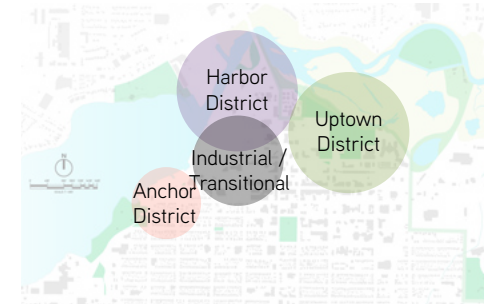 Harbor
District
Uptown
District
Industrial /
Transitional
Anchor
District